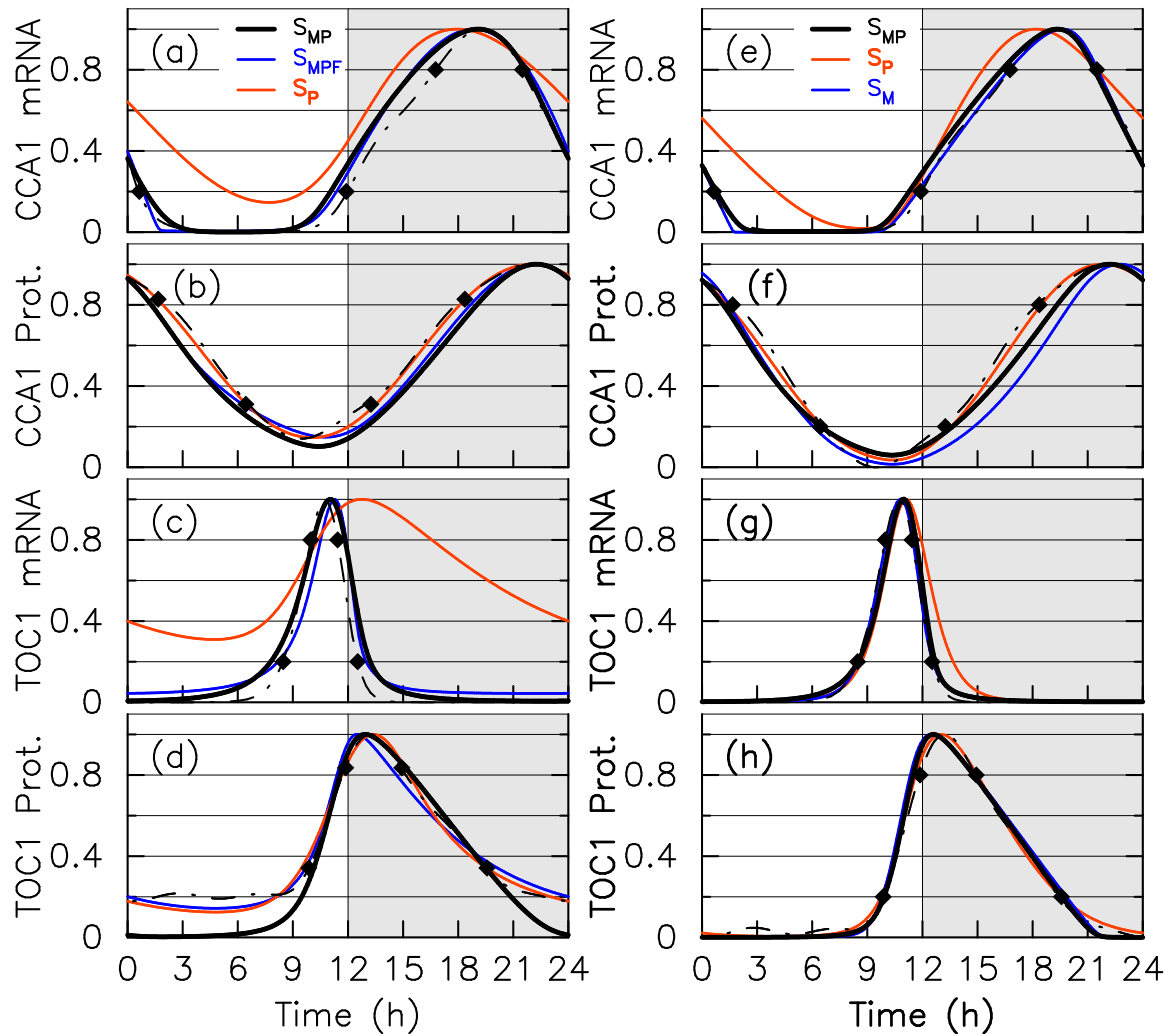 (a)
S_MP
S_MPF
S_P
CCA1 mRNA
0.8
0.4
0
(e)
S_MP
S_P
S_M
CCA1 mRNA
0.8
0.4
0
(b)
CCA1 Prot.
0.8
0.4
0
(f)
CCA1 Prot.
0.8
0.4
0
(c)
TOC1 mRNA
0.8
0.4
0
(g)
TOC1 mRNA
0.8
0.4
0
(d)
TOC1 Prot.
0.8
0.4
0
(h)
TOC1 Prot.
0.8
0.4
0
0 3 6 9 12 15 18 21 24
Time (h)
0 3 6 9 12 15 18 21 24
Time (h)